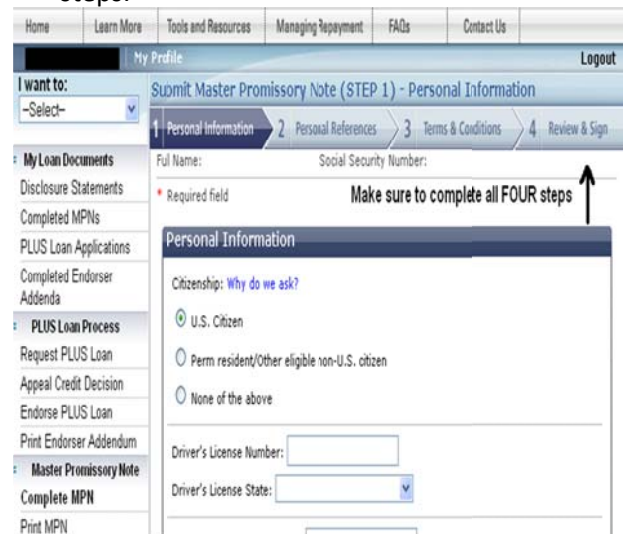 steps.
Home Learn More Tools and Resources Managing Repayment FAQs Contact Us
My Profile Logout
I want to:
-Select-
Submit Master Promissory Note (STEP 1) - Personal Information
1 Personal Information 2 Personal References 3 Terms & Conditions 4 Review & Sign
Full Name: Social Security Number:
* Required field
Make sure to complete all FOUR steps
My Loan Documents
Disclosure Statements
Completed MPNs
PLUS Loan Applications
Completed Endorser
Addenda
PLUS Loan Process
Request PLUS Loan
Appeal Credit Decision
Endorse PLUS Loan
Print Endorser Addendum
Master Promissory Note
Complete MPN
Print MPN
Personal Information
Citizenship: Why do we ask?
U.S. Citizen
Perm resident/Other eligible non-U.S. citizen
None of the above
Driver's License Number:
Driver's License State: